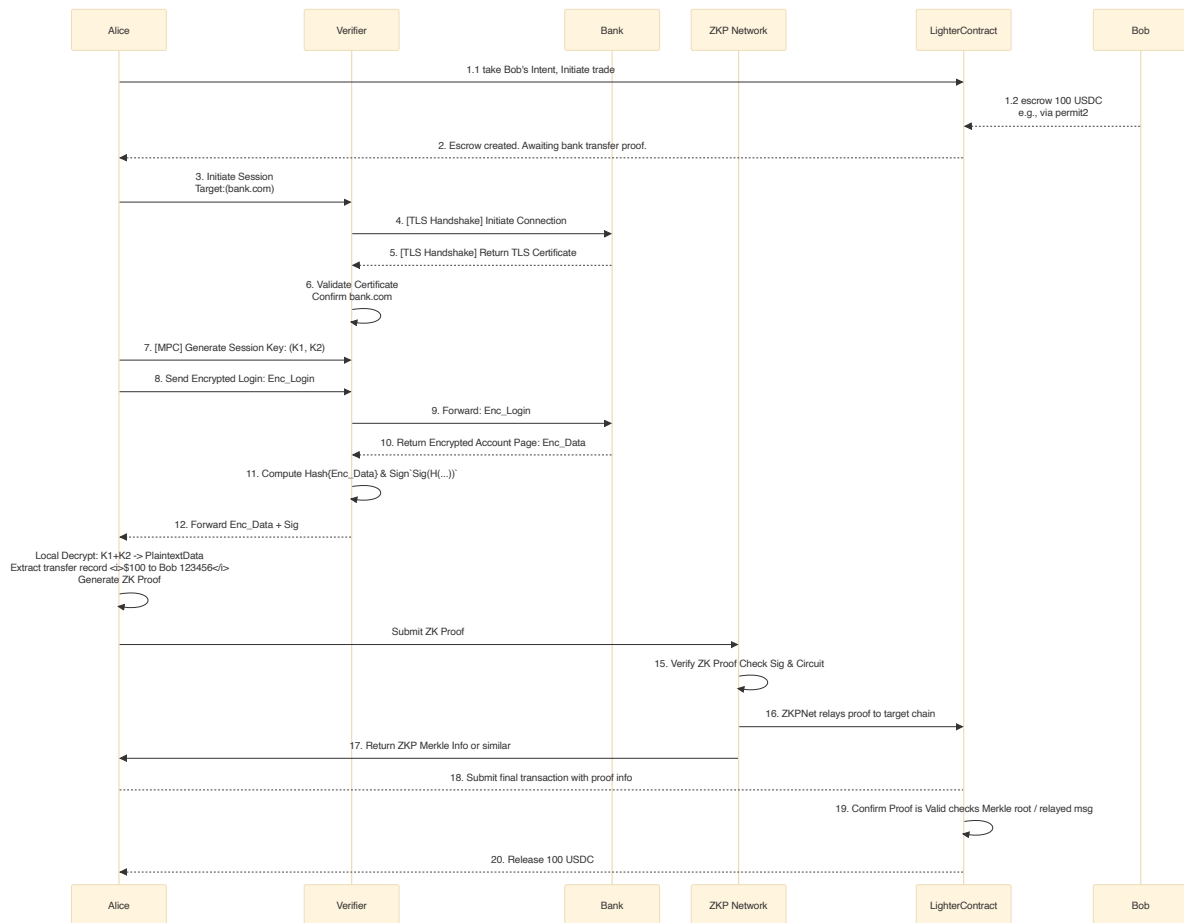 Alice
Verifier
Bank
ZKP Network
LighterContract
Bob
1.1 take Bob's Intent, Initiate trade
1.2 escrow 100 USDC
e.g., via permit2
2. Escrow created. Awaiting bank transfer proof.
3. Initiate Session
Target:(bank.com)
4. [TLS Handshake] Initiate Connection
5. [TLS Handshake] Return TLS Certificate
6. Validate Certificate
Confirm bank.com
7. [MPC] Generate Session Key: (K1, K2)
8. Send Encrypted Login: Enc_Login
9. Forward: Enc_Login
10. Return Encrypted Account Page: Enc_Data
11. Compute Hash{Enc_Data} & Sign`Sig(H(...))`
12. Forward Enc_Data + Sig
Local Decrypt: K1+K2 -> PlaintextData
Extract transfer record <i>$100 to Bob 123456</i>
Generate ZK Proof
Submit ZK Proof
15. Verify ZK Proof Check Sig & Circuit
16. ZKPNet relays proof to target chain
17. Return ZKP Merkle Info or similar
18. Submit final transaction with proof info
19. Confirm Proof is Valid checks Merkle root / relayed msg
20. Release 100 USDC
Alice
Verifier
Bank
ZKP Network
LighterContract
Bob